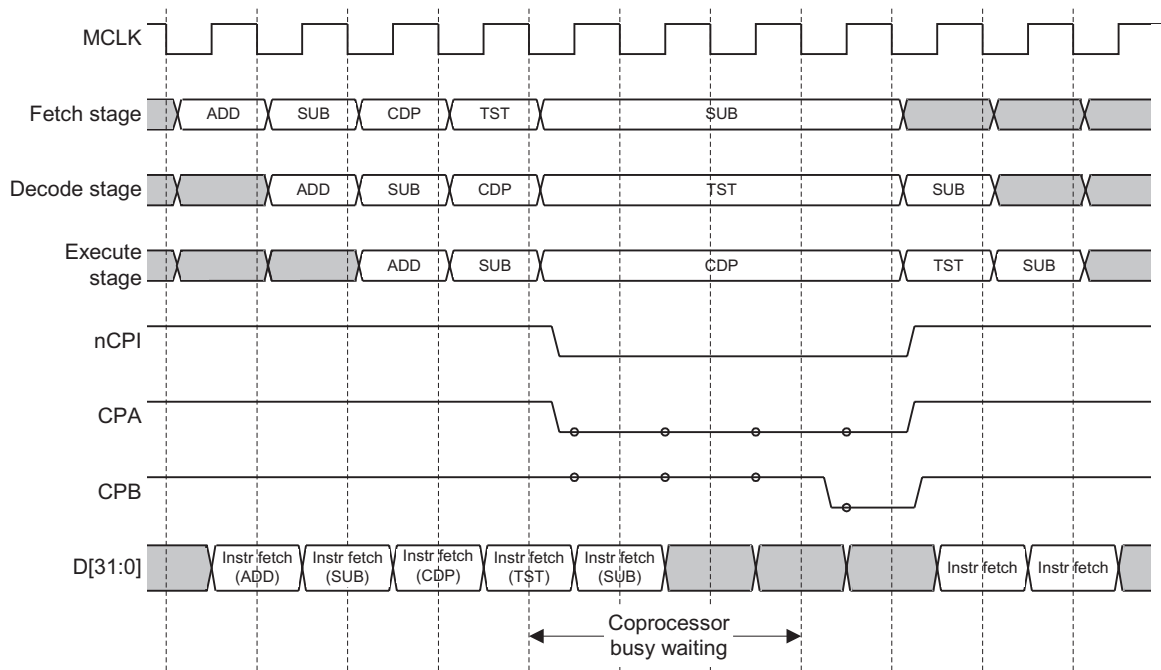 MCLK
Fetch stage
ADD
SUB
CDP
TST
SUB
Decode stage
ADD
SUB
CDP
TST
SUB
Execute
stage
ADD
SUB
CDP
TST
SUB
nCPI
CPA
CPB
D[31:0]
Instr fetch
(ADD)
Instr fetch
(SUB)
Instr fetch
(CDP)
Instr fetch
(TST)
Instr fetch
(SUB)
Instr fetch
Instr fetch
Coprocessor
busy waiting